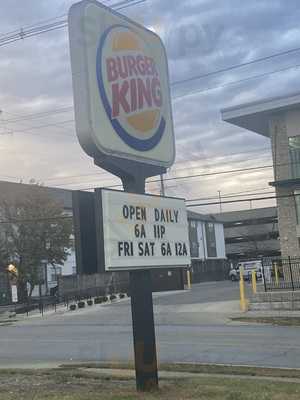 BURGER
KING
OPEN DAILY
6A 11P
FRI SAT 6A 12A